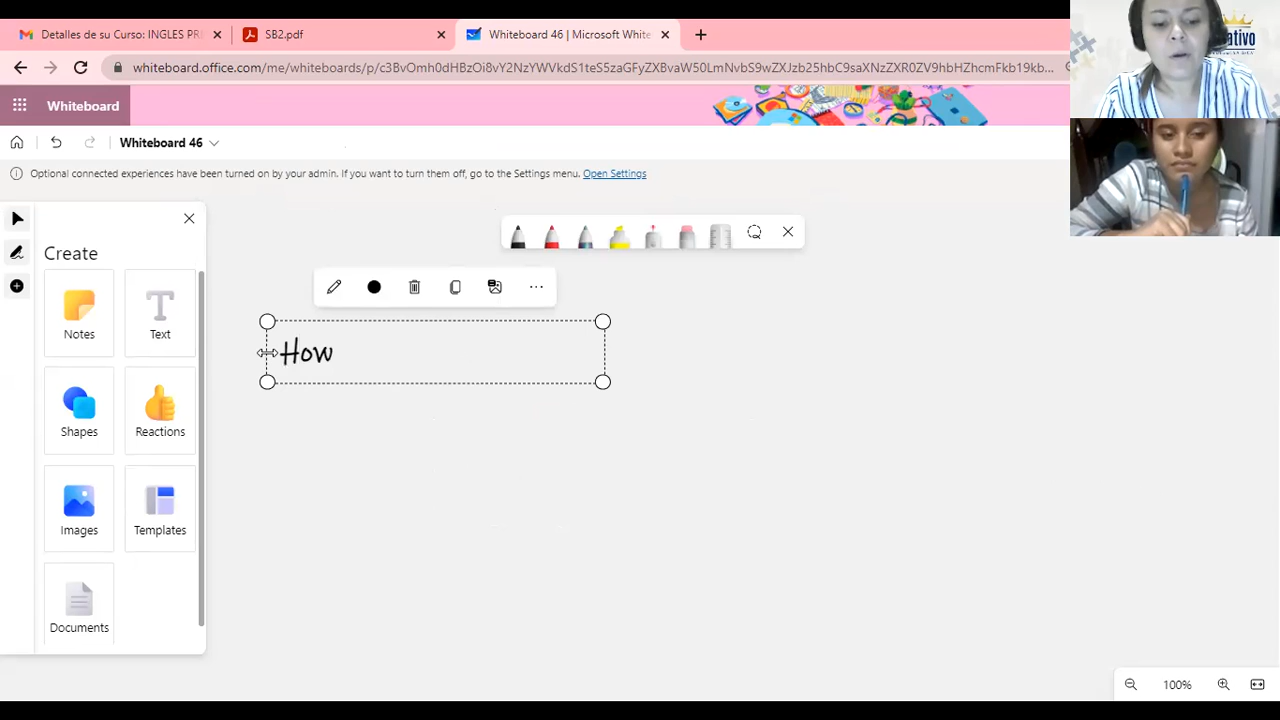 Detalles de su Curso: INGLES PRI
SB2.pdf
Whiteboard 46 | Microsoft White
whiteboard.office.com/me/whiteboards/p/c3BvOmh0dHBzOi8vY2NzYWVkdS1teS5zaGFyZXBvaW50LmNvbS9wZXJzb25hbC9saXNzZXR0ZV9hbHZhcmFkb19kb...
Whiteboard
Whiteboard 46
Optional connected experiences have been turned on by your admin. If you want to turn them off, go to the Settings menu. Open Settings
Create
Notes
Text
How
Shapes
Reactions
Images
Templates
Documents
100%